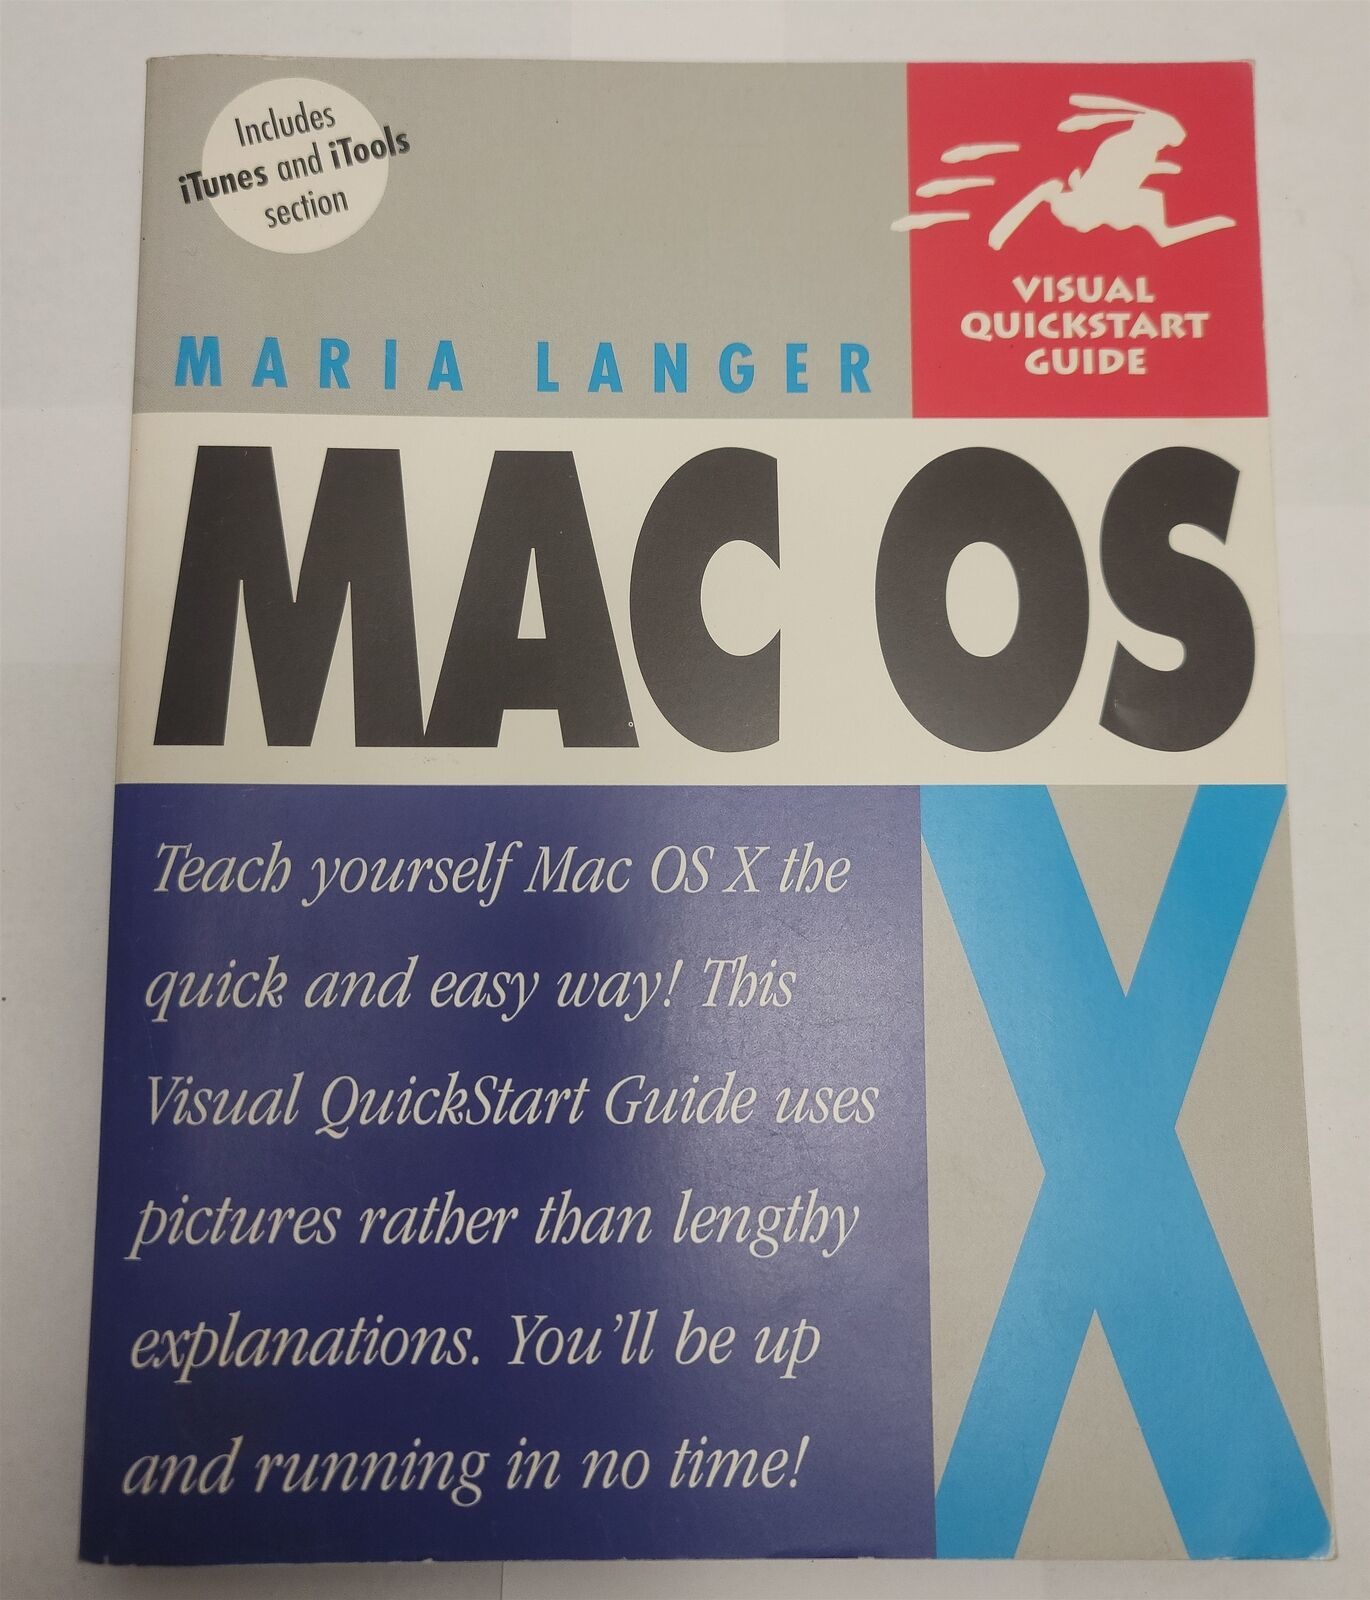 Includes
iTunes and iTools
section
VISUAL
QUICKSTART
GUIDE
MARIA LANGER
MAC OS
X
Teach yourself Mac OS X the
quick and easy way! This
Visual QuickStart Guide uses
pictures rather than lengthy
explanations. You'll be up
and running in no time!